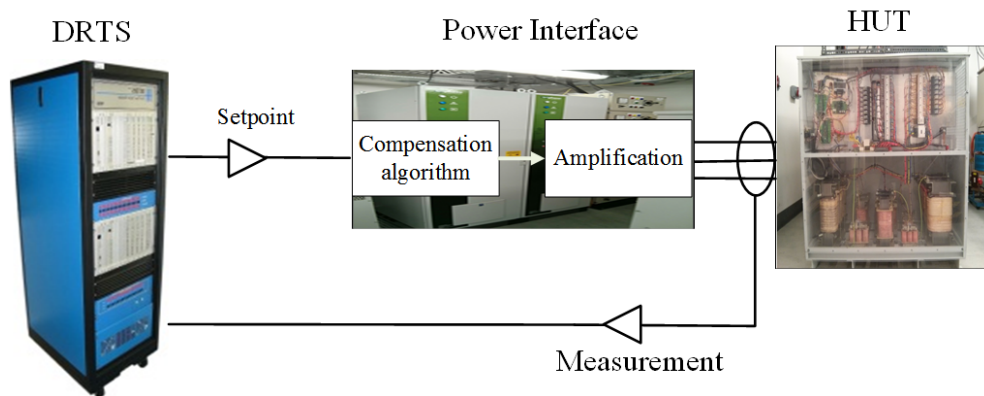 DRTS
Power Interface
HUT
Setpoint
Compensation
algorithm
Amplification
Measurement